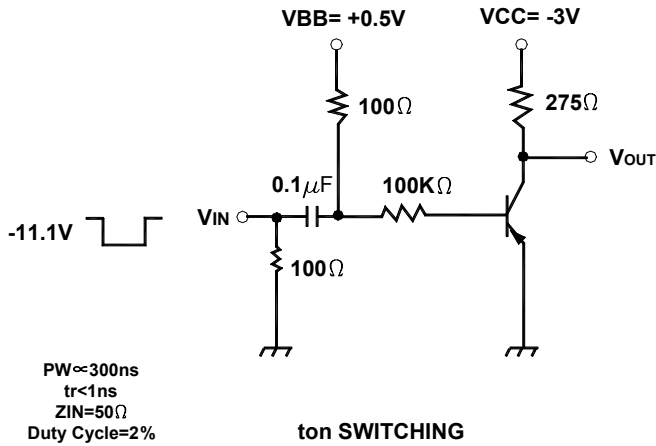 VBB= +0.5V
VCC= -3V
100Ω
275Ω
VOUT
0.1μF
100KΩ
VIN
-11.1V
100Ω
PW∝300ns
tr<1ns
ZIN=50Ω
Duty Cycle=2%
ton SWITCHING